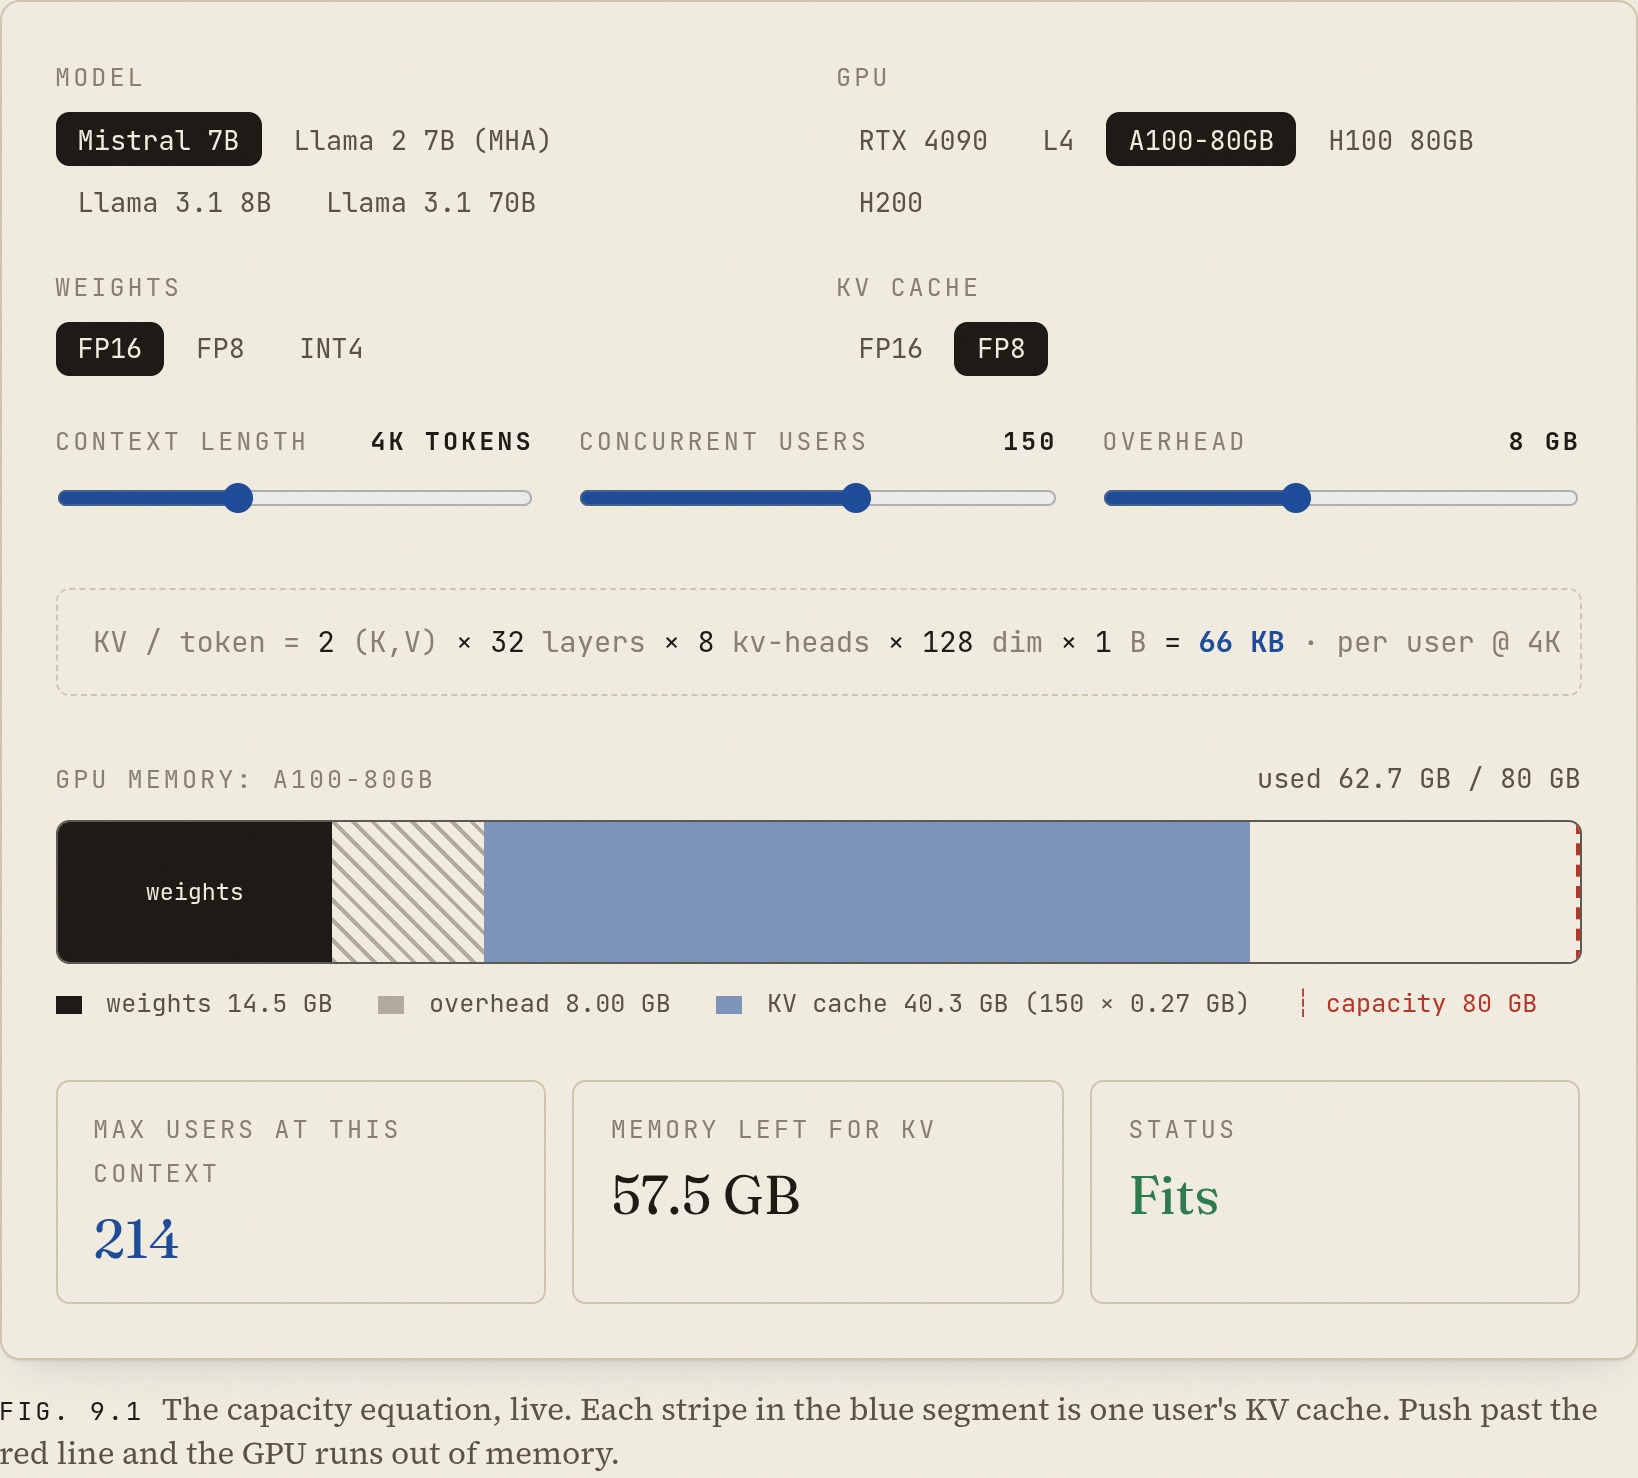 MODEL
GPU
Mistral 7B Llama 2 7B (MHA)
RTX 4090 L4 A100-80GB H100 80GB
Llama 3.1 8B Llama 3.1 70B
H200
WEIGHTS
KV CACHE
FP16 FP8 INT4
FP16 FP8
CONTEXT LENGTH 4K TOKENS
CONCURRENT USERS 150
OVERHEAD 8 GB
KV / token = 2 (K,V) × 32 layers × 8 kv-heads × 128 dim × 1 B = 66 KB · per user @ 4K
GPU MEMORY: A100-80GB
used 62.7 GB / 80 GB
weights
weights 14.5 GB overhead 8.00 GB KV cache 40.3 GB (150 × 0.27 GB) capacity 80 GB
MAX USERS AT THIS
CONTEXT
214
MEMORY LEFT FOR KV
57.5 GB
STATUS
Fits
FIG. 9.1 The capacity equation, live. Each stripe in the blue segment is one user's KV cache. Push past the
red line and the GPU runs out of memory.